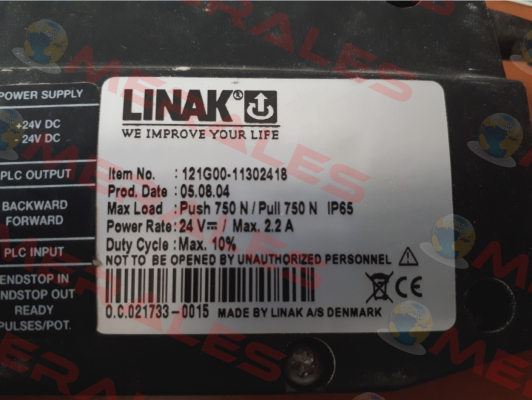 POWER SUPPLY
+24V DC
- 24V DC
PLC OUTPUT
BACKWARD
FORWARD
PLC INPUT
ENDSTOP IN
NDSTOP OUT
READY
PULSES/POT.
LINAK®
WE IMPROVE YOUR LIFE
Item No. : 121G00-11302418
Prod. Date : 05.08.04
Max Load : Push 750 N / Pull 750 N IP65
Power Rate: 24 V⎓ / Max. 2.2 A
Duty Cycle : Max. 10%
NOT TO BE OPENED BY UNAUTHORIZED PERSONNEL
O.C.021733-0015 MADE BY LINAK A/S DENMARK
CE